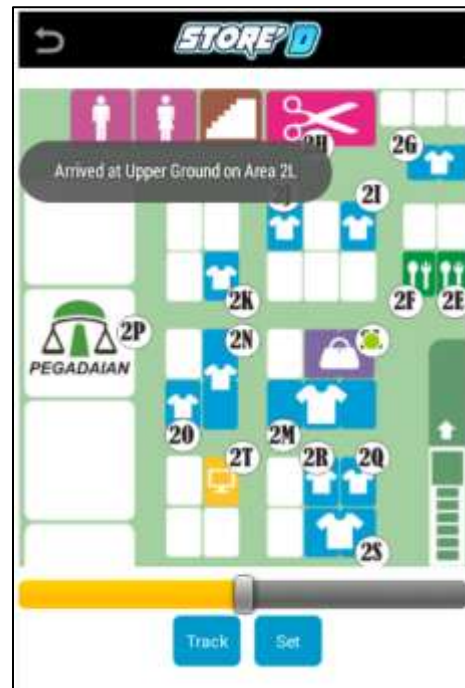 STORE'D
2H
2G
Arrived at Upper Ground on Area 2L
2J
2I
2K
2F
2E
2P
PEGADAIAN
2N
2O
2M
2T
2R
2Q
2S
Track
Set